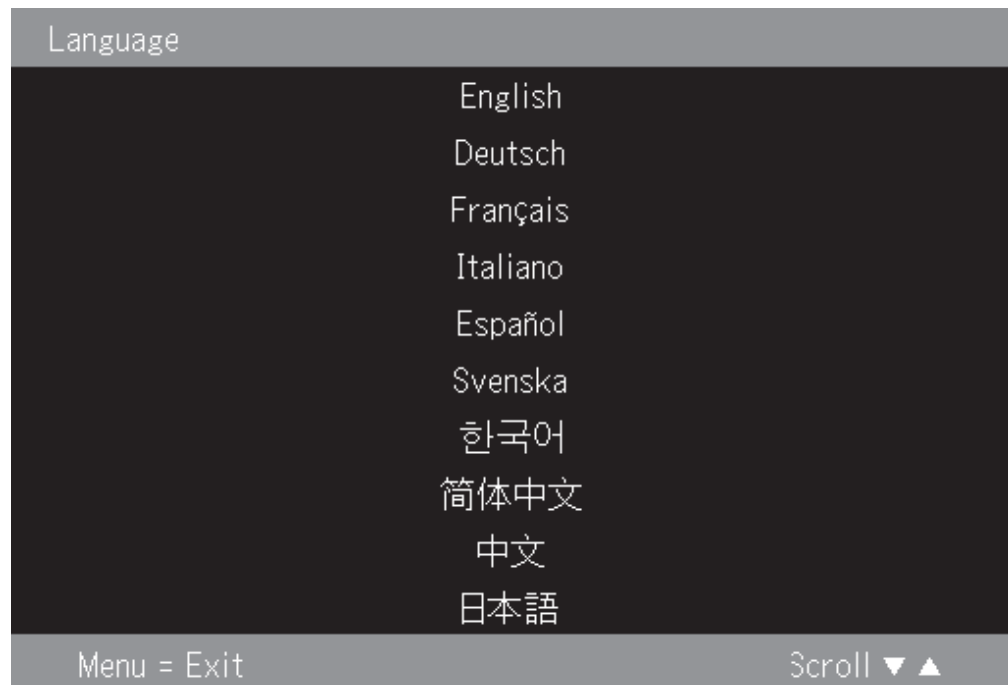 Language
English
Deutsch
Français
Italiano
Español
Svenska
한국어
简体中文
中文
日本語
Menu = Exit Scroll ▼ ▲